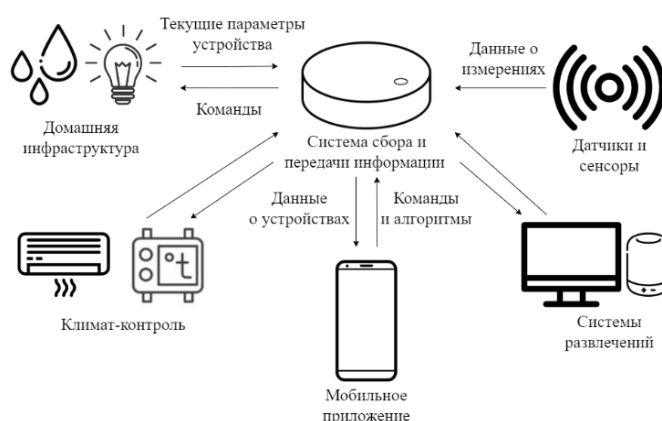 Текущие параметры
устройства
Команды
Домашняя
инфраструктура
Система сбора и
передачи информации
Данные о
измерениях
Датчики и
сенсоры
Данные
о устройствах
Команды
и алгоритмы
°t
Климат-контроль
Мобильное
приложение
Системы
развлечений